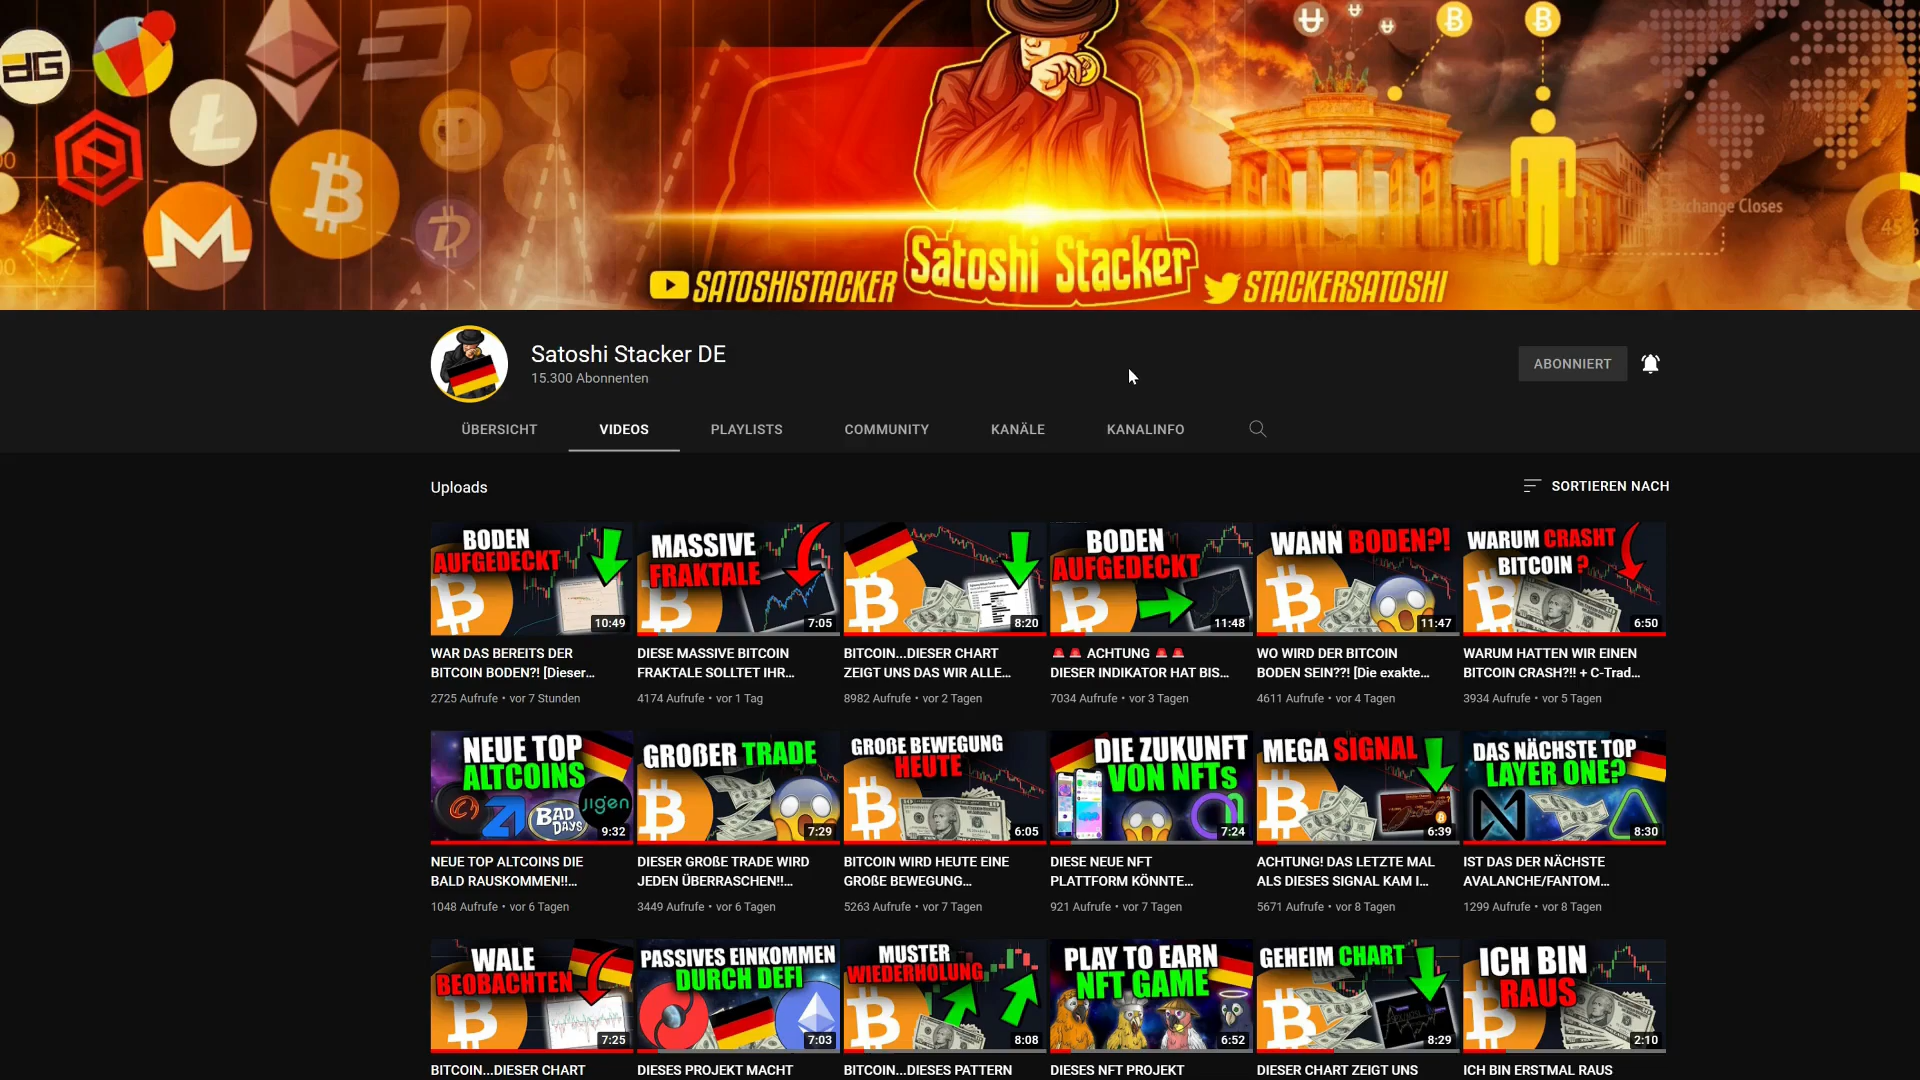 dG
Exchange Closes
45%
SATOSHISTACKER
Satoshi Stacker
STACKERSATOSHI
Satoshi Stacker DE
15.300 Abonnenten
ABONNIERT
ÜBERSICHT
VIDEOS
PLAYLISTS
COMMUNITY
KANÄLE
KANALINFO
Uploads
SORTIEREN NACH
BODEN
AUFGEDECKT
10:49
MASSIVE
FRAKTALE
7:05
8:20
BODEN
AUFGEDECKT
11:48
WANN BODEN?!
11:47
WARUM CRASHT
BITCOIN ?
6:50
WAR DAS BEREITS DER
BITCOIN BODEN?! [Dieser...
2725 Aufrufe • vor 7 Stunden
DIESE MASSIVE BITCOIN
FRAKTALE SOLLTET IHR...
4174 Aufrufe • vor 1 Tag
BITCOIN...DIESER CHART
ZEIGT UNS DAS WIR ALLE...
8982 Aufrufe • vor 2 Tagen
🚨 🚨 ACHTUNG 🚨 🚨
DIESER INDIKATOR HAT BIS...
7034 Aufrufe • vor 3 Tagen
WO WIRD DER BITCOIN
BODEN SEIN??! [Die exakte...
4611 Aufrufe • vor 4 Tagen
WARUM HATTEN WIR EINEN
BITCOIN CRASH?!! + C-Trad...
3934 Aufrufe • vor 5 Tagen
NEUE TOP
ALTCOINS
BAD
DAYS
jigen
9:32
GROẞER TRADE
7:29
GROẞE BEWEGUNG
HEUTE
6:05
DIE ZUKUNFT
VON NFTs
7:24
MEGA SIGNAL
6:39
DAS NÄCHSTE TOP
LAYER ONE?
8:30
NEUE TOP ALTCOINS DIE
BALD RAUSKOMMEN!!...
1048 Aufrufe • vor 6 Tagen
DIESER GROẞE TRADE WIRD
JEDEN ÜBERRASCHEN!!...
3449 Aufrufe • vor 6 Tagen
BITCOIN WIRD HEUTE EINE
GROẞE BEWEGUNG...
5263 Aufrufe • vor 7 Tagen
DIESE NEUE NFT
PLATTFORM KÖNNTE...
921 Aufrufe • vor 7 Tagen
ACHTUNG! DAS LETZTE MAL
ALS DIESES SIGNAL KAM I...
5671 Aufrufe • vor 8 Tagen
IST DAS DER NÄCHSTE
AVALANCHE/FANTOM...
1299 Aufrufe • vor 8 Tagen
WALE
BEOBACHTEN
7:25
PASSIVES EINKOMMEN
DURCH DEFI
7:03
MUSTER
WIEDERHOLUNG
8:08
PLAY TO EARN
NFT GAME
6:52
GEHEIM CHART
8:29
ICH BIN
RAUS
2:10
BITCOIN...DIESER CHART
DIESES PROJEKT MACHT
BITCOIN...DIESES PATTERN
DIESES NFT PROJEKT
DIESER CHART ZEIGT UNS
ICH BIN ERSTMAL RAUS